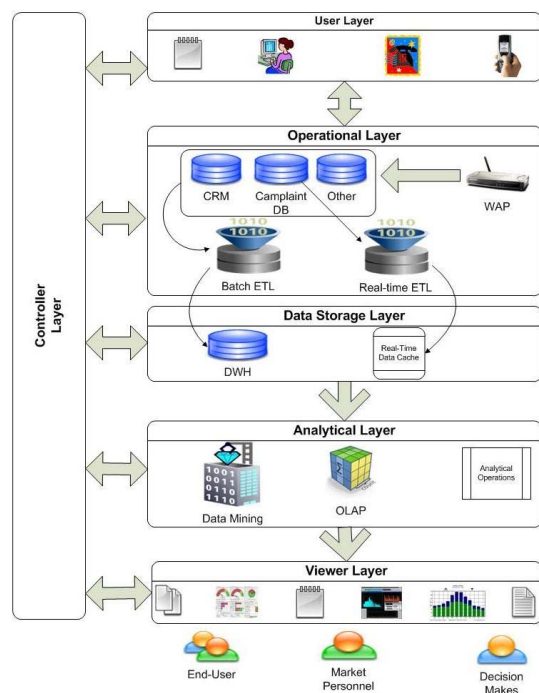 User Layer
Controller
Layer
Operational Layer
CRM
Camplaint
DB
Other
WAP
1010
1010
1010
1010
Batch ETL
Real-time ETL
Data Storage Layer
DWH
Real-Time
Data Cache
Analytical Layer
1001
0011
0110
1110
Data Mining
Σ
OLAP
Analytical
Operations
Viewer Layer
End-User
Market
Personnel
Decision
Makes